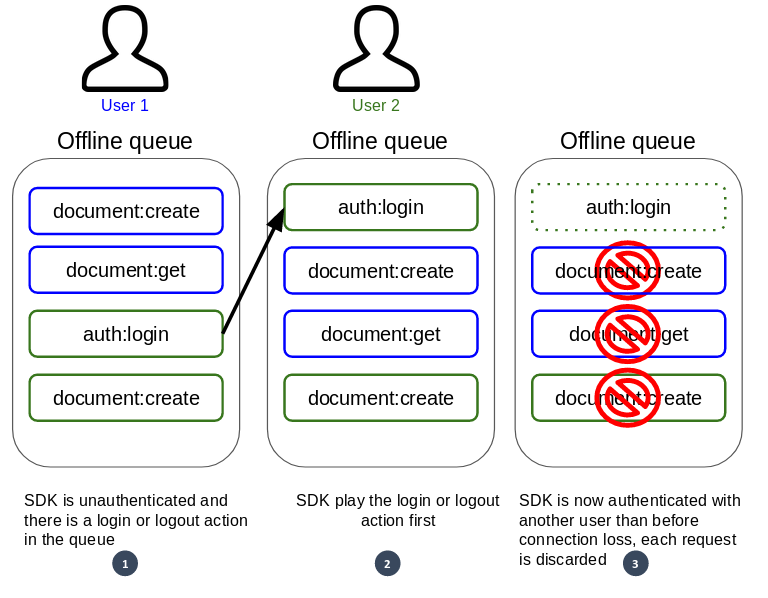 User 1
Offline queue
document:create
document:get
auth:login
document:create
SDK is unauthenticated and
there is a login or logout action
in the queue
1
User 2
Offline queue
auth:login
document:create
document:get
document:create
SDK play the login or logout
action first
2
Offline queue
auth:login
document:create
document:get
document:create
SDK is now authenticated with
another user than before
connection loss, each request
is discarded
3